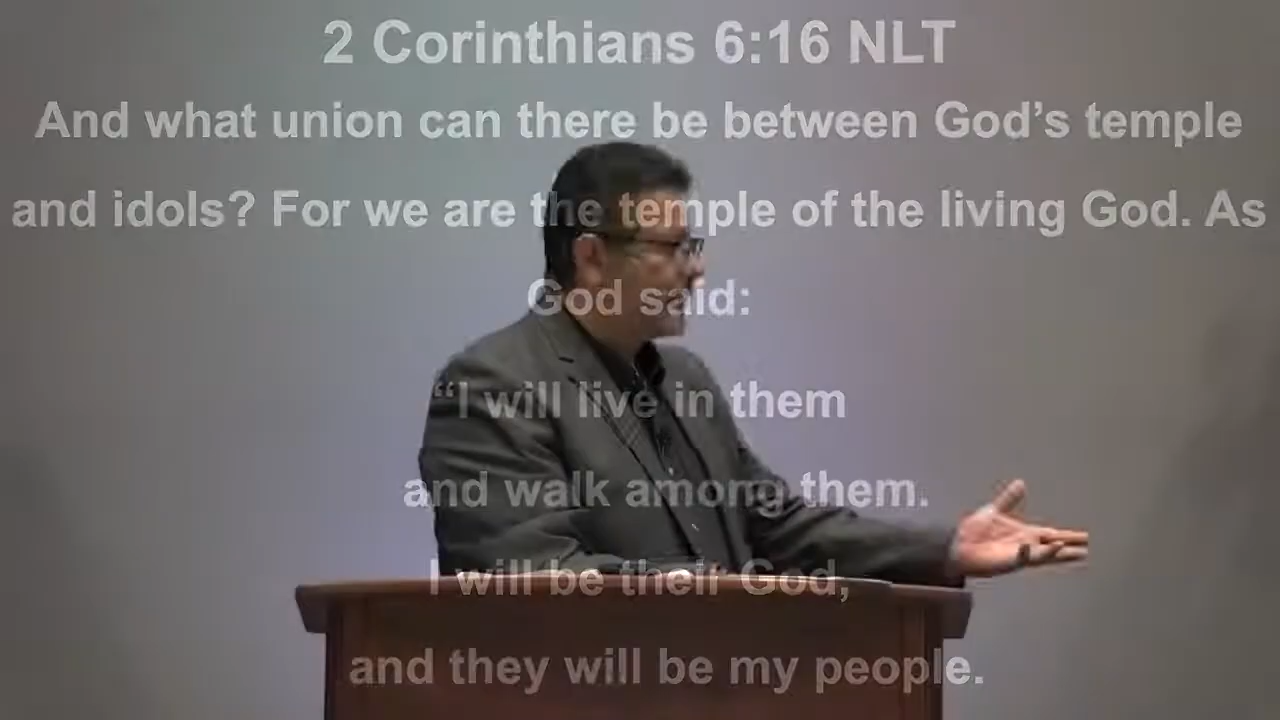 2 Corinthians 6:16 NLT
And what union can there be between God’s temple
and idols? For we are the temple of the living God. As
God said:
“I will live in them
and walk among them.
I will be their God,
and they will be my people.